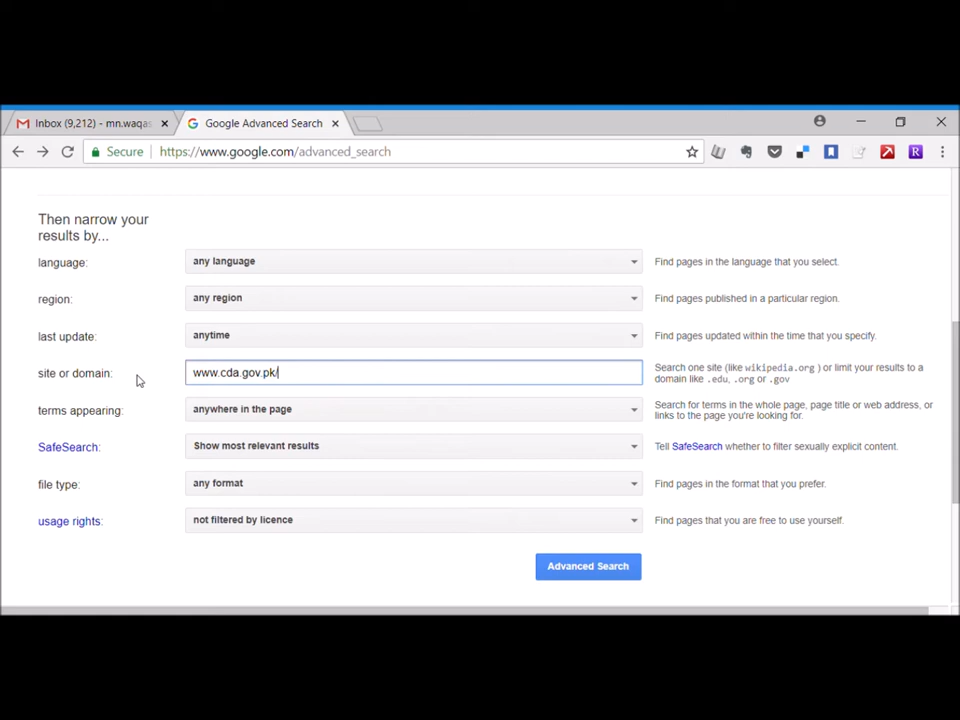 Inbox (9,212) - mn.waqas
Google Advanced Search
Secure
https://www.google.com/advanced_search
Then narrow your
results by...
language:
any language
Find pages in the language that you select.
region:
any region
Find pages published in a particular region.
last update:
anytime
Find pages updated within the time that you specify.
site or domain:
www.cda.gov.pk/
Search one site (like wikipedia.org ) or limit your results to a
domain like .edu, .org or .gov
terms appearing:
anywhere in the page
Search for terms in the whole page, page title or web address, or
links to the page you're looking for.
SafeSearch:
Show most relevant results
Tell SafeSearch whether to filter sexually explicit content.
file type:
any format
Find pages in the format that you prefer.
usage rights:
not filtered by licence
Find pages that you are free to use yourself.
Advanced Search